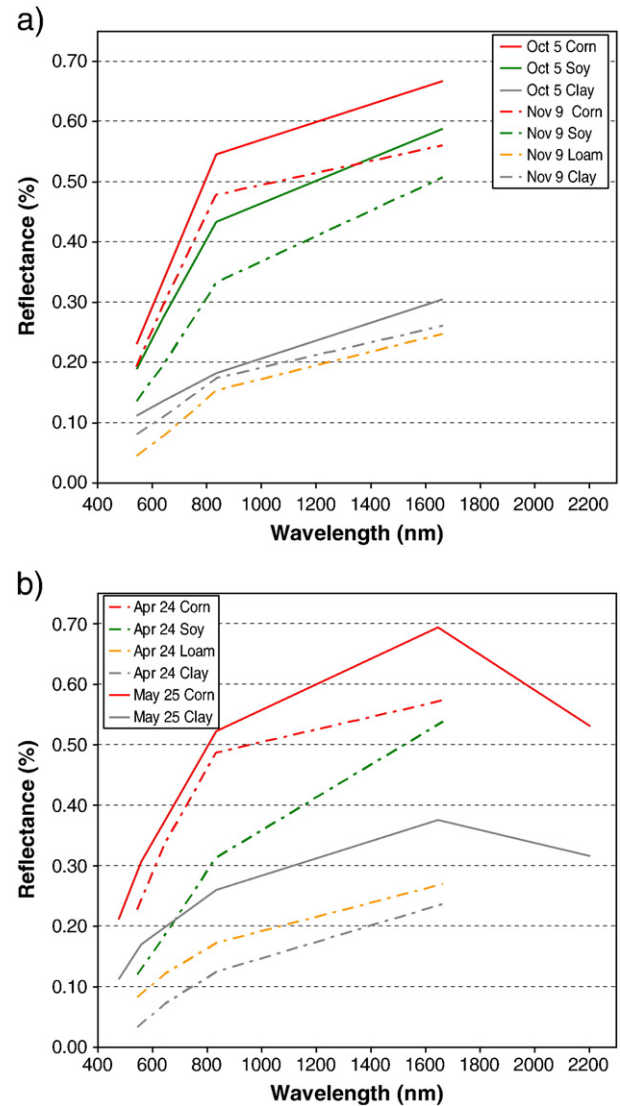 a)
Reflectance (%)
0.70
0.60
0.50
0.40
0.30
0.20
0.10
0.00
Oct 5 Corn
Oct 5 Soy
Oct 5 Clay
Nov 9 Corn
Nov 9 Soy
Nov 9 Loam
Nov 9 Clay
400 600 800 1000 1200 1400 1600 1800 2000 2200
Wavelength (nm)
b)
Reflectance (%)
0.70
0.60
0.50
0.40
0.30
0.20
0.10
0.00
Apr 24 Corn
Apr 24 Soy
Apr 24 Loam
Apr 24 Clay
May 25 Corn
May 25 Clay
400 600 800 1000 1200 1400 1600 1800 2000 2200
Wavelength (nm)